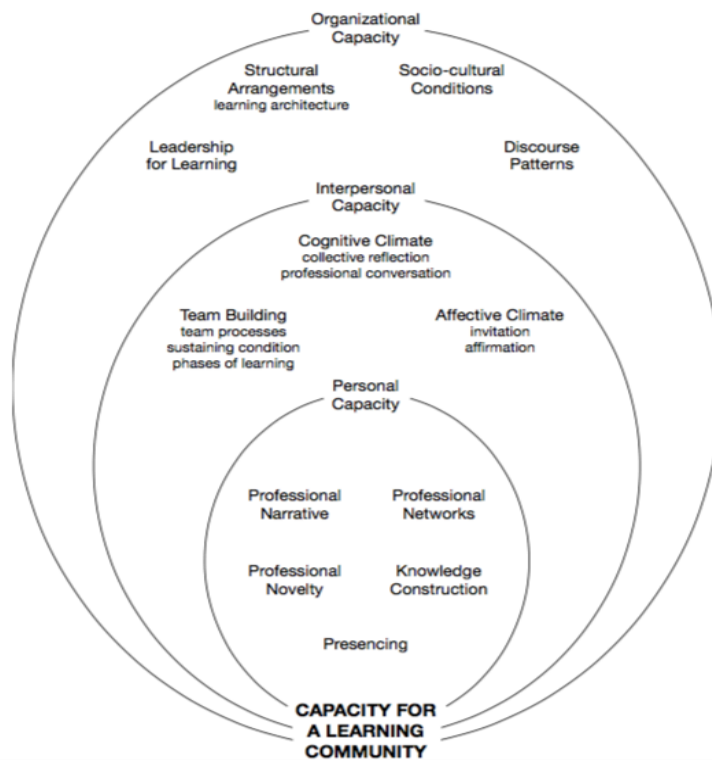 Organizational
Capacity
Structural
Arrangements
learning architecture
Socio-cultural
Conditions
Leadership
for Learning
Discourse
Patterns
Interpersonal
Capacity
Cognitive Climate
collective reflection
professional conversation
Team Building
team processes
sustaining condition
phases of learning
Affective Climate
invitation
affirmation
Personal
Capacity
Professional
Narrative
Professional
Networks
Professional
Novelty
Knowledge
Construction
Presencing
CAPACITY FOR
A LEARNING
COMMUNITY